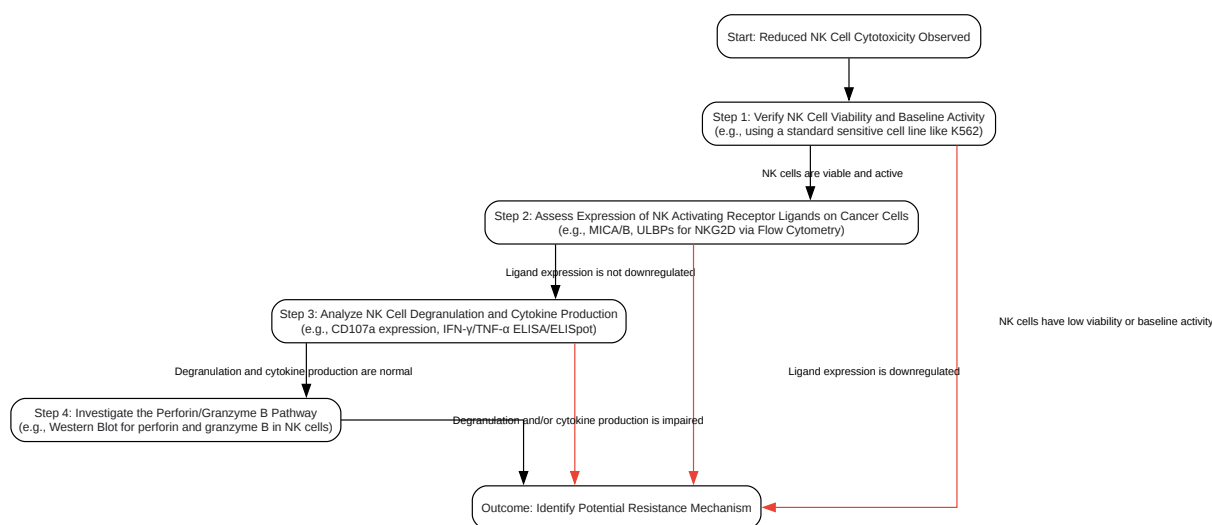 Start: Reduced NK Cell Cytotoxicity Observed
Step 1: Verify NK Cell Viability and Baseline Activity
(e.g., using a standard sensitive cell line like K562)
NK cells are viable and active
Step 2: Assess Expression of NK Activating Receptor Ligands on Cancer Cells
(e.g., MICA/B, ULBPs for NKG2D via Flow Cytometry)
Ligand expression is not downregulated
Step 3: Analyze NK Cell Degranulation and Cytokine Production
(e.g., CD107a expression, IFN-γ/TNF-α ELISA/ELISpot)
NK cells have low viability or baseline activity
Degranulation and cytokine production are normal
Ligand expression is downregulated
Step 4: Investigate the Perforin/Granzyme B Pathway
(e.g., Western Blot for perforin and granzyme B in NK cells)
Degranulation and/or cytokine production is impaired
Outcome: Identify Potential Resistance Mechanism